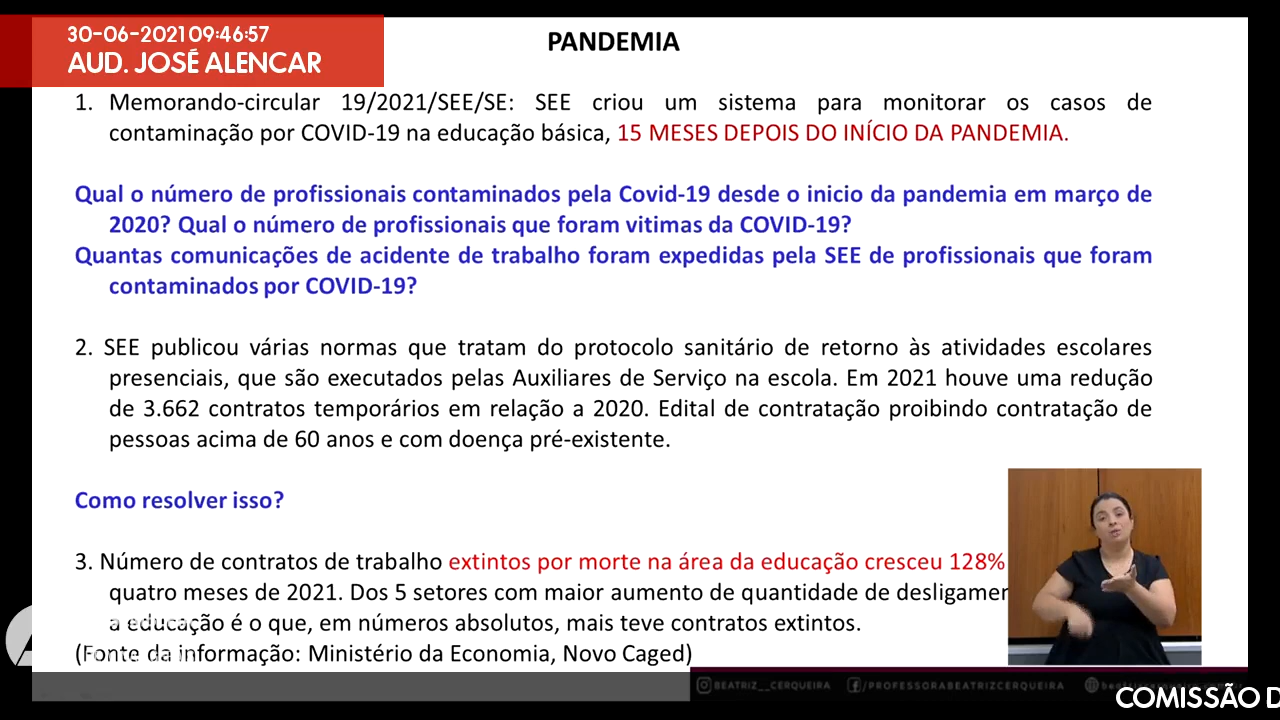 30-06-2021 09:46:57
AUD. JOSÉ ALENCAR
PANDEMIA
1. Memorando-circular 19/2021/SEE/SE: SEE criou um sistema para monitorar os casos de
contaminação por COVID-19 na educação básica, 15 MESES DEPOIS DO INÍCIO DA PANDEMIA.
Qual o número de profissionais contaminados pela Covid-19 desde o inicio da pandemia em março de
2020? Qual o número de profissionais que foram vitimas da COVID-19?
Quantas comunicações de acidente de trabalho foram expedidas pela SEE de profissionais que foram
contaminados por COVID-19?
2. SEE publicou várias normas que tratam do protocolo sanitário de retorno às atividades escolares
presenciais, que são executados pelas Auxiliares de Serviço na escola. Em 2021 houve uma redução
de 3.662 contratos temporários em relação a 2020. Edital de contratação proibindo contratação de
pessoas acima de 60 anos e com doença pré-existente.
Como resolver isso?
3. Número de contratos de trabalho extintos por morte na área da educação cresceu 128%
quatro meses de 2021. Dos 5 setores com maior aumento de quantidade de desligamen
a educação é o que, em números absolutos, mais teve contratos extintos.
(Fonte da informação: Ministério da Economia, Novo Caged)
BEATRIZ__CERQUEIRA /PROFESSORABEATRIZCERQUEIRA
COMISSÃO D